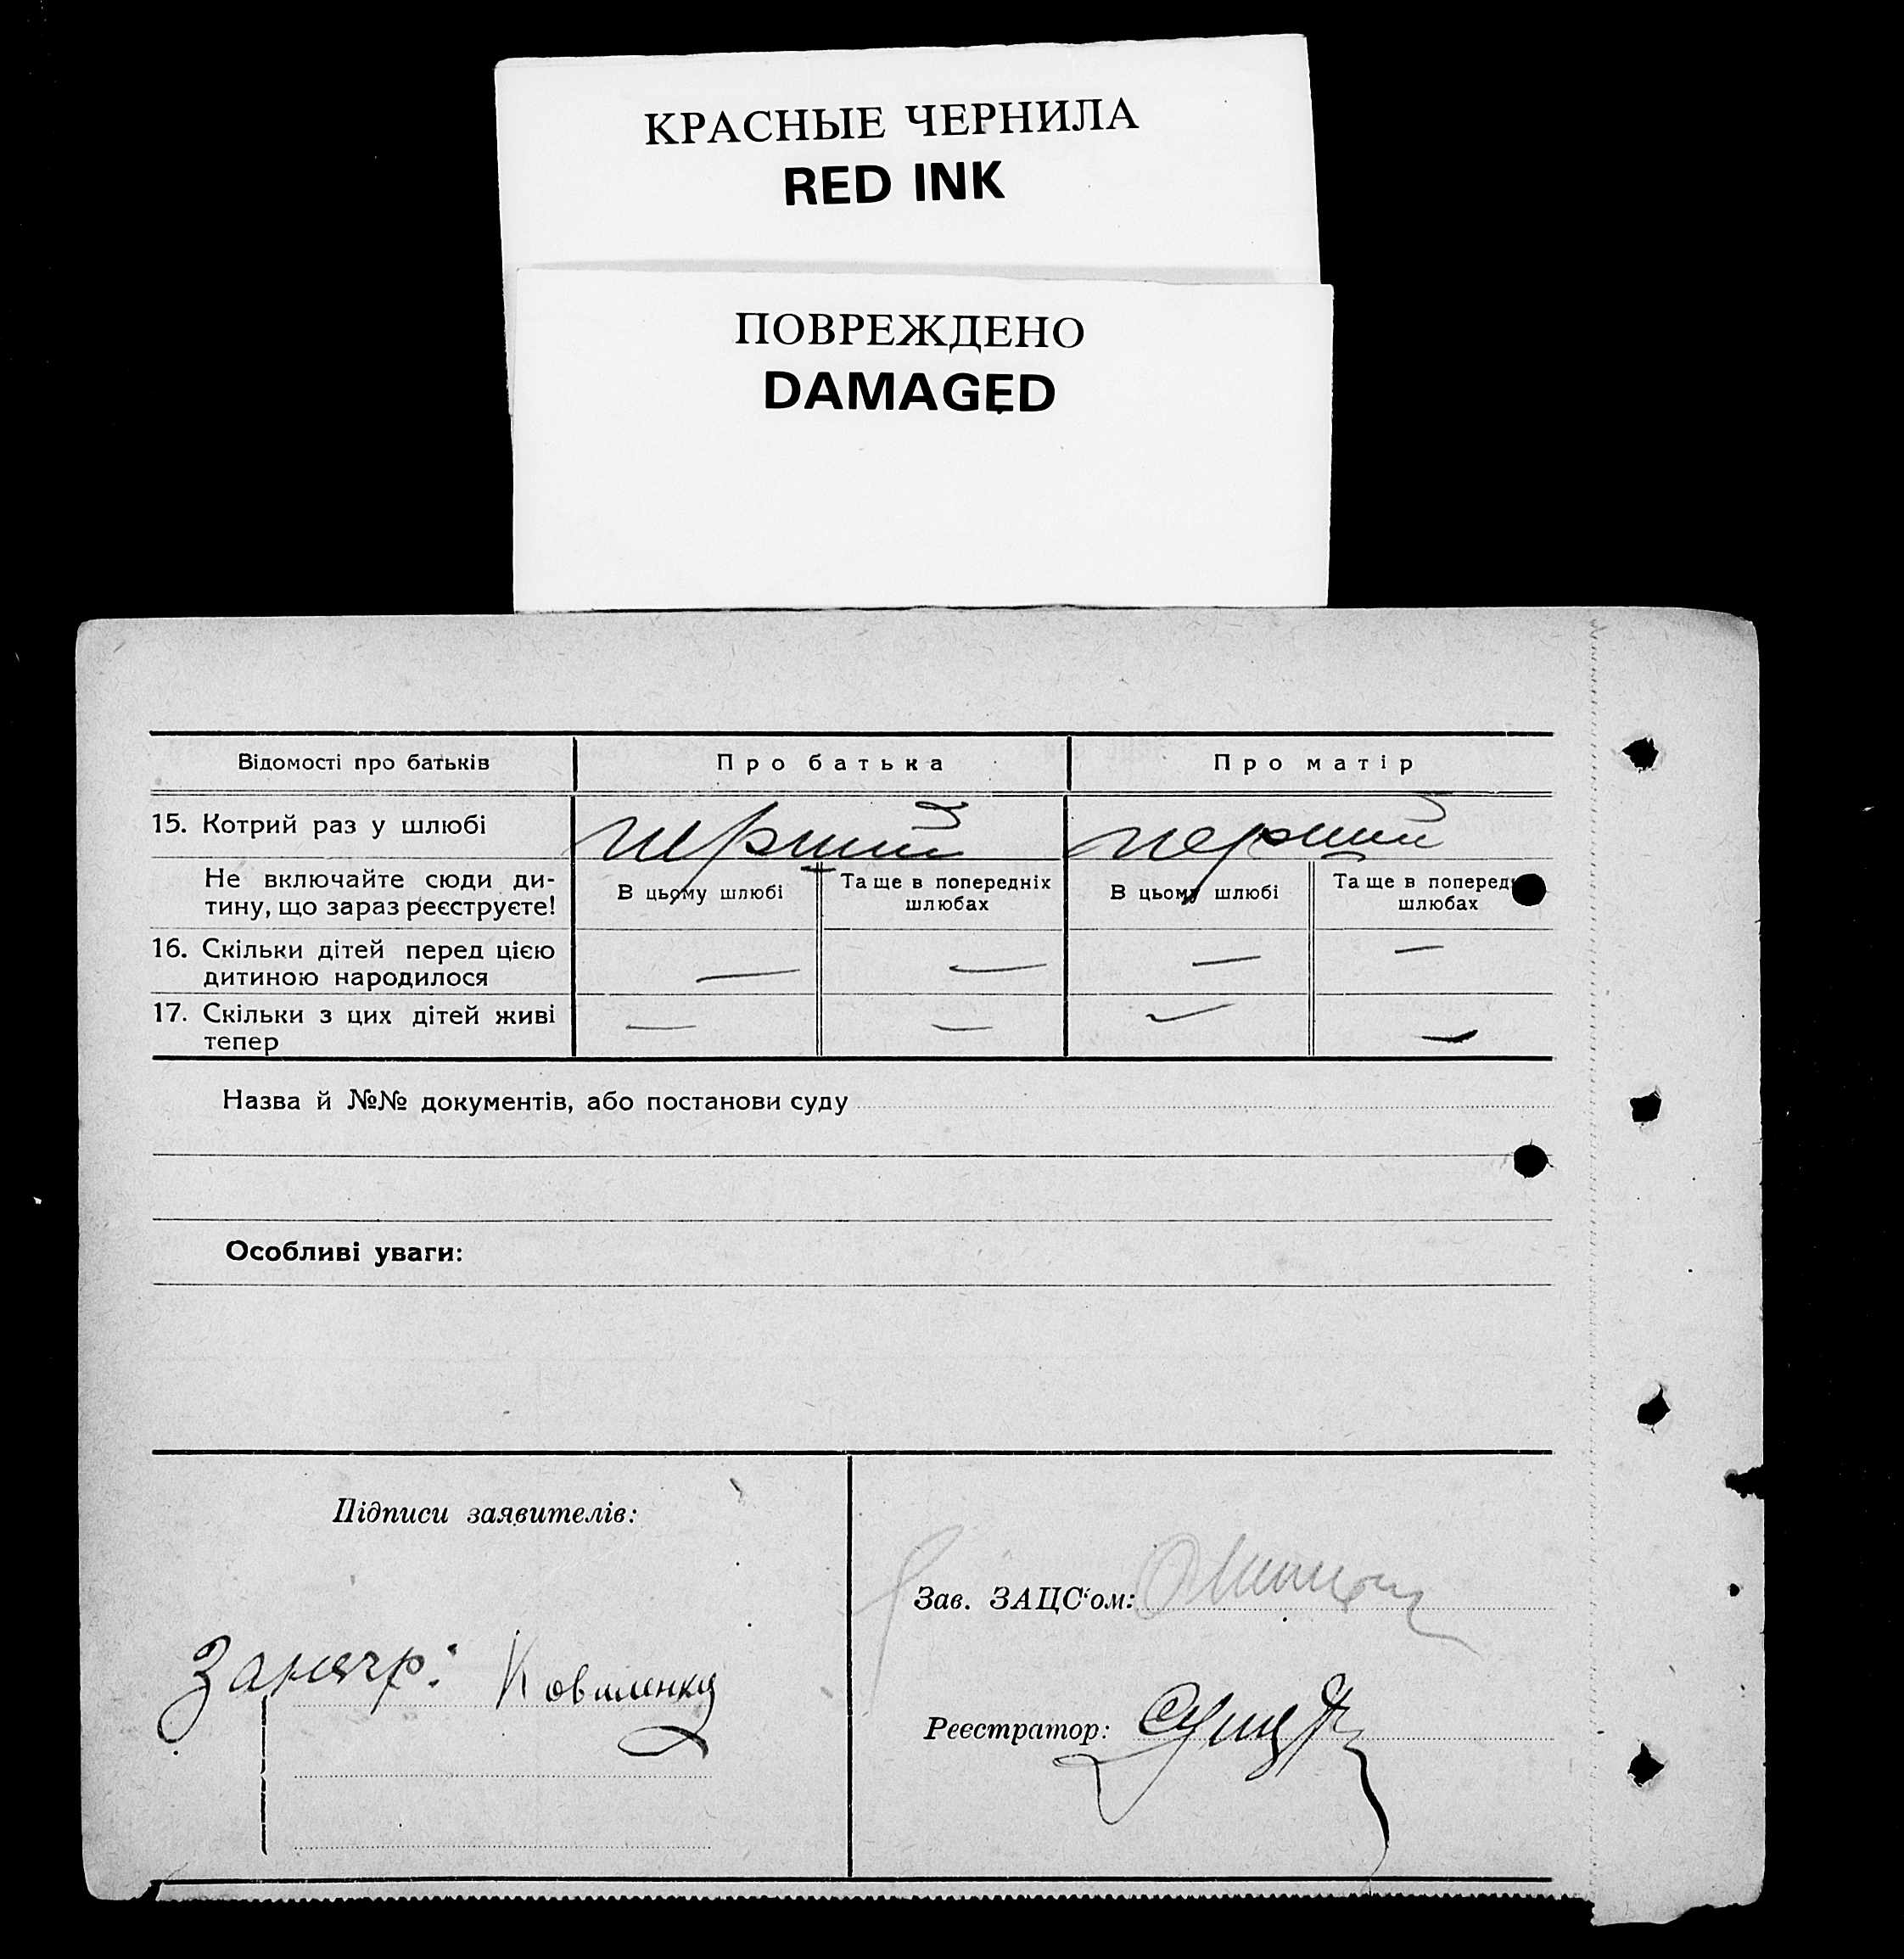 КРАСНЫЕ ЧЕРНИЛА
RED INK
ПОВРЕЖДЕНО
DAMAGED
Відомості про батьків Про батька Про матір
15. Котрий раз у шлюбі перший перший
Не включайте сюди ди-
тину, що зараз реєструєте!
В цьому шлюбі
Та ще в попередніх
шлюбах
В цьому шлюбі
Та ще в поперед
шлюбах
16. Скільки дітей перед цією
дитиною народилося — — — —
17. Скільки з цих дітей живі
тепер — — — —
Назва й №№ документів, або постанови суду
Особливі уваги:
Підписи заявителів:
Зав. ЗАЦС'ом:
Реєстратор: